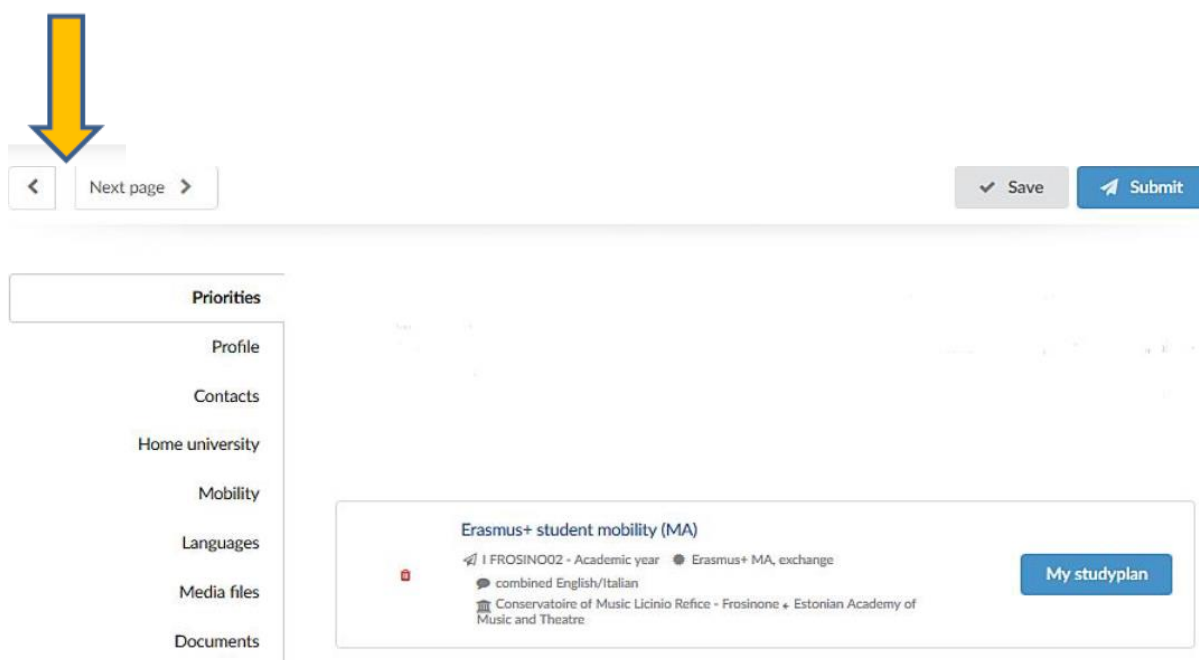 Next page
Save
Submit
Priorities
Profile
Contacts
Home university
Mobility
Languages
Media files
Documents
Erasmus+ student mobility (MA)
I FROSINO02 - Academic year Erasmus+ MA, exchange
combined English/Italian
Conservatoire of Music Licinio Refice - Frosinone + Estonian Academy of
Music and Theatre
My studyplan